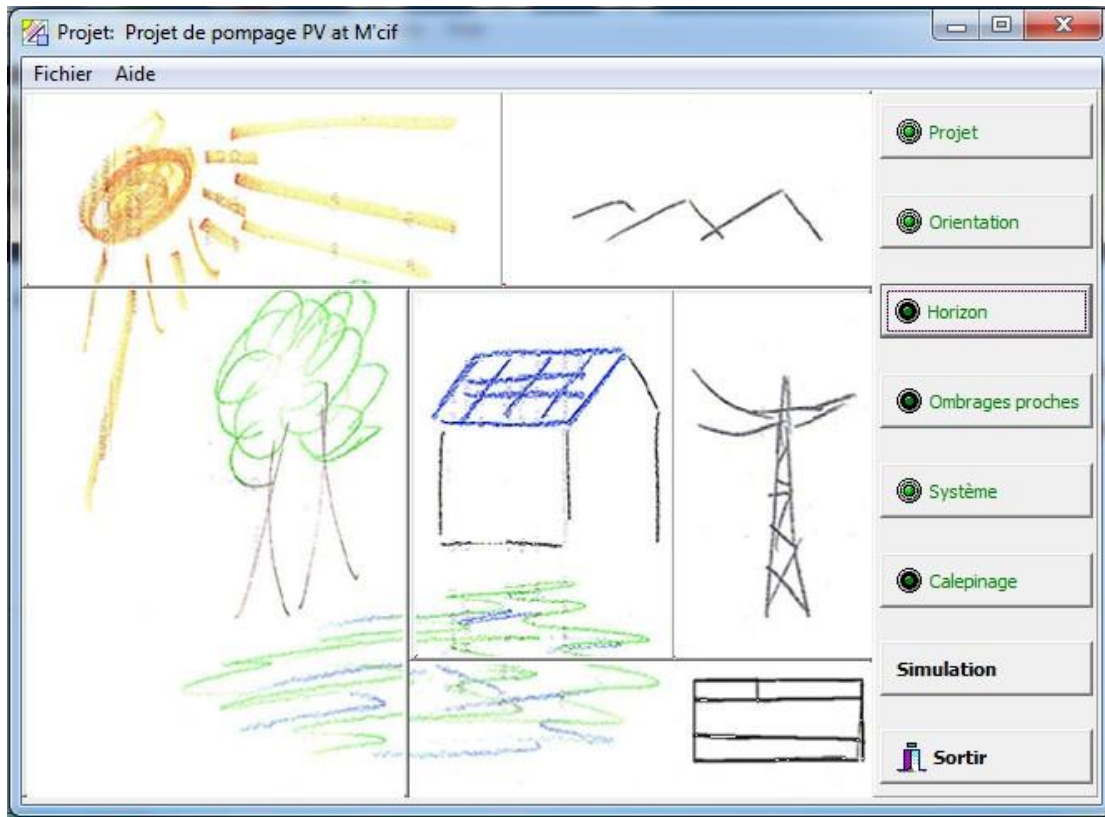 Projet: Projet de pompage PV at M'cif
Fichier Aide
Projet
Orientation
Horizon
Ombrages proches
Système
Calepinage
Simulation
Sortir